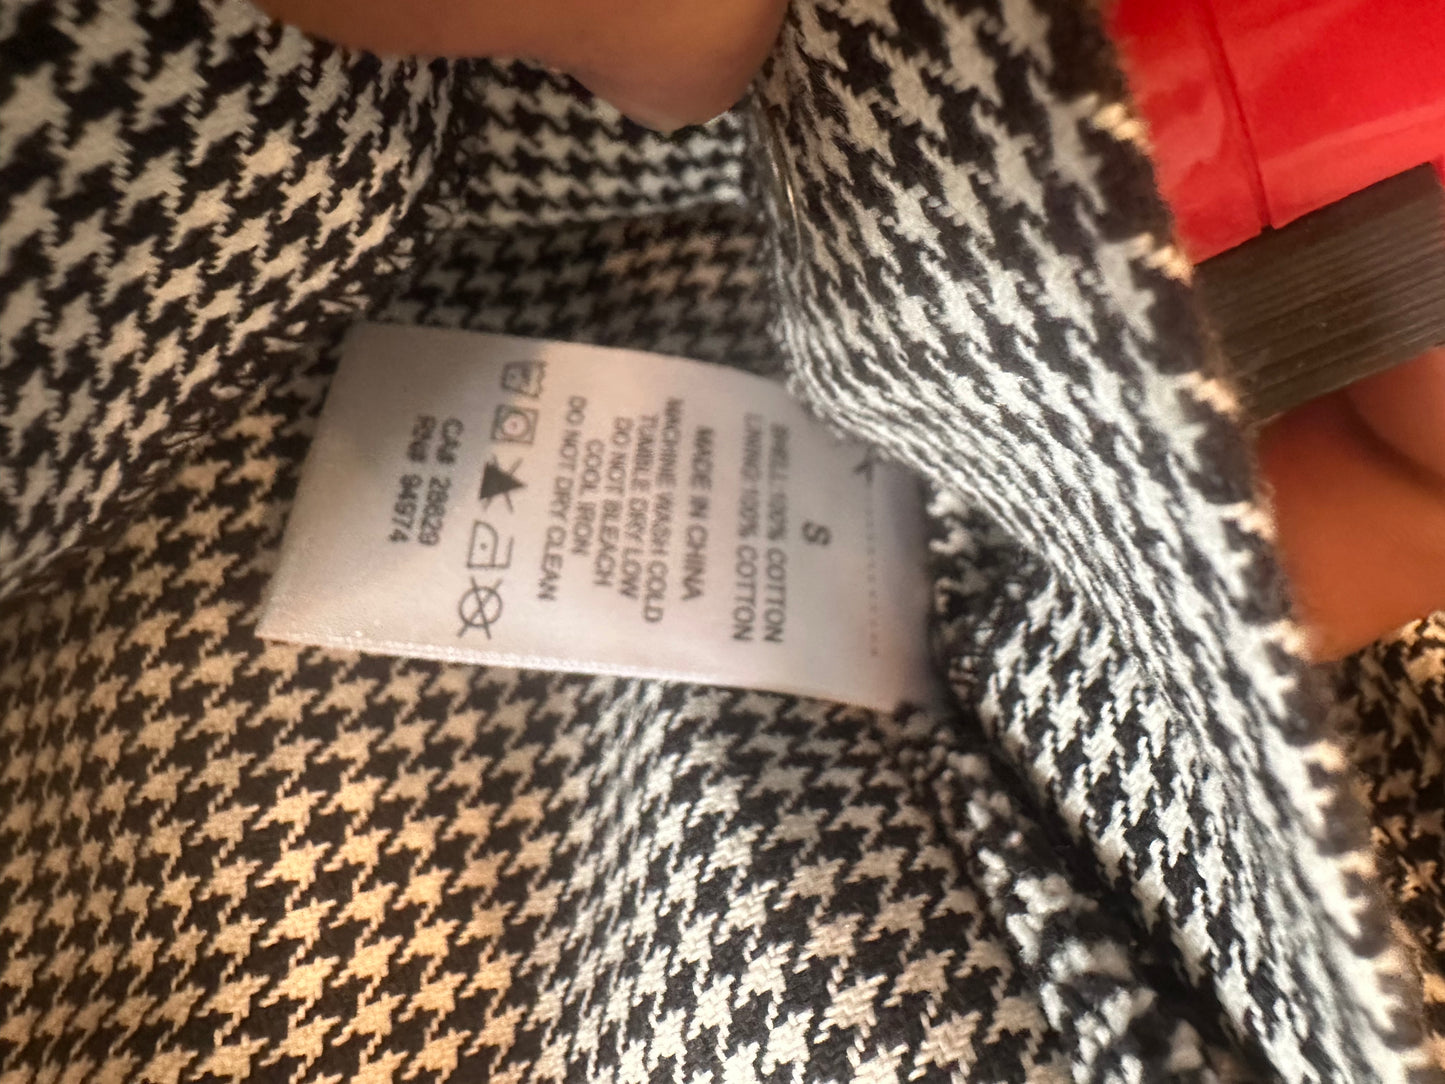 S
SHELL 100% COTTON
LINING 100% COTTON
MADE IN CHINA
MACHINE WASH COLD
TUMBLE DRY LOW
DO NOT BLEACH
COOL IRON
DO NOT DRY CLEAN
CA# 28629
RN# 94974